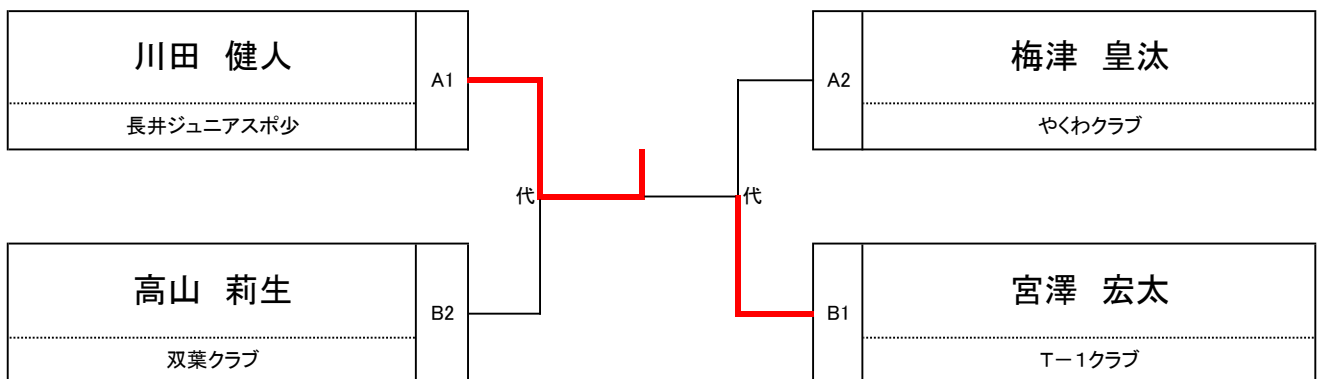 川田　健人
A1
長井ジュニアスポ少
梅津　皇汰
A2
やくわクラブ
代
代
高山　莉生
B2
双葉クラブ
宮澤　宏太
B1
Ｔ－１クラブ